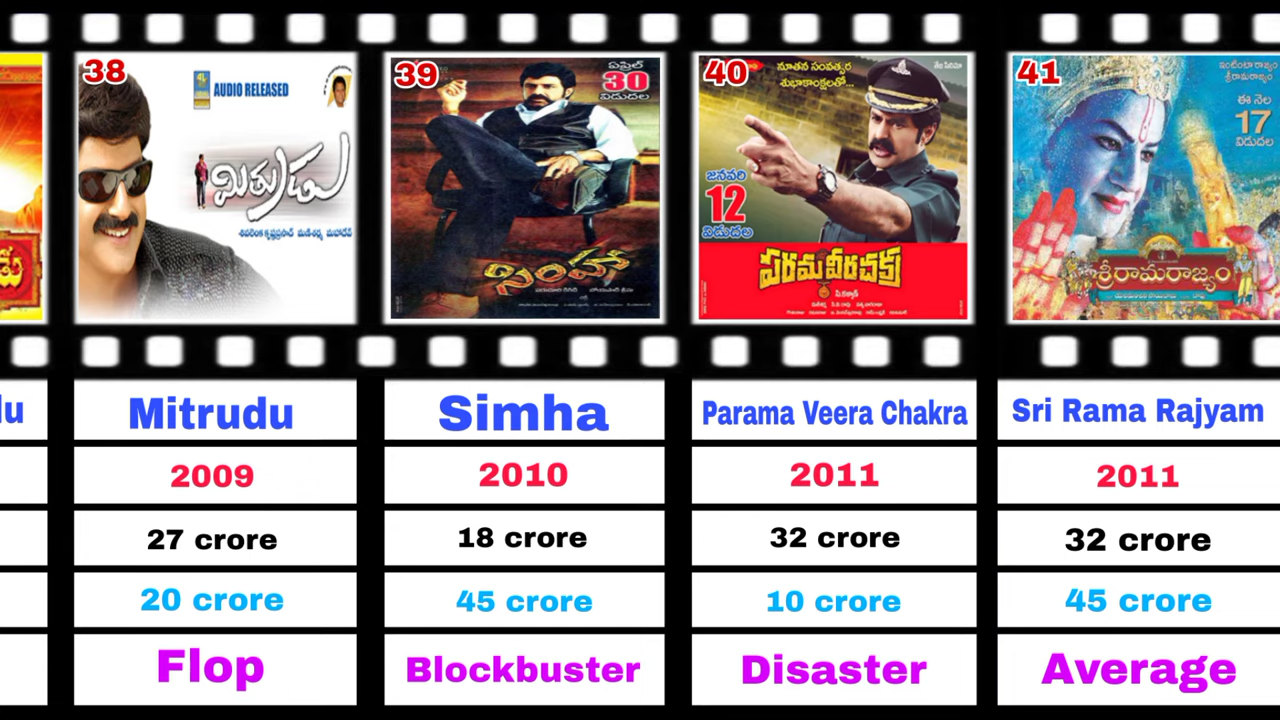 38
AUDIO RELEASED
మిత్రుడు
39
ఏప్రిల్
30
విడుదల
సింహా
40
నూతన సంవత్సర
శుభాకాంక్షలతో...
జనవరి
12
విడుదల
పరమ వీరచక్ర
41
ఇంటింటా రాజ్యం
శ్రీరామరాజ్యం
ఈ నెల
17
విడుదల
శ్రీరామరాజ్యం
డు
du
Mitrudu
Simha
Parama Veera Chakra
Sri Rama Rajyam
2009
2010
2011
2011
27 crore
18 crore
32 crore
32 crore
20 crore
45 crore
10 crore
45 crore
Flop
Blockbuster
Disaster
Average